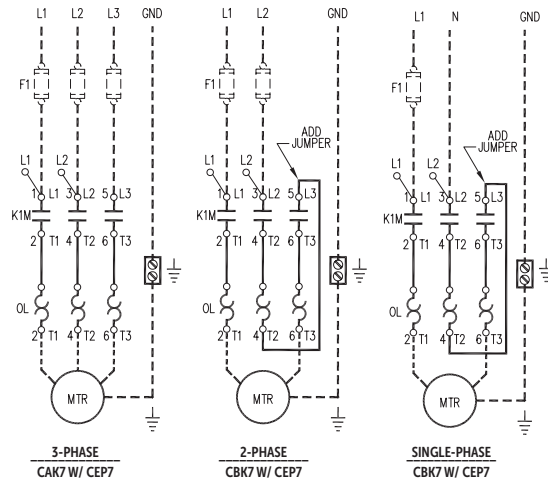 L1 L2 L3 GND
F1
L1 L2
1 L1 3 L2 5 L3
K1M
2 T1 4 T2 6 T3
OL
2 T1 4 T2 6 T3
MTR
3-PHASE
CAK7 W/ CEP7
L1 L2 GND
F1
ADD
JUMPER
L1 L2
1 L1 3 L2 5 L3
K1M
2 T1 4 T2 6 T3
OL
2 T1 4 T2 6 T3
MTR
2-PHASE
CBK7 W/ CEP7
L1 N GND
F1
ADD
JUMPER
L1 L2
1 L1 3 L2 5 L3
K1M
2 T1 4 T2 6 T3
OL
2 T1 4 T2 6 T3
MTR
SINGLE-PHASE
CBK7 W/ CEP7